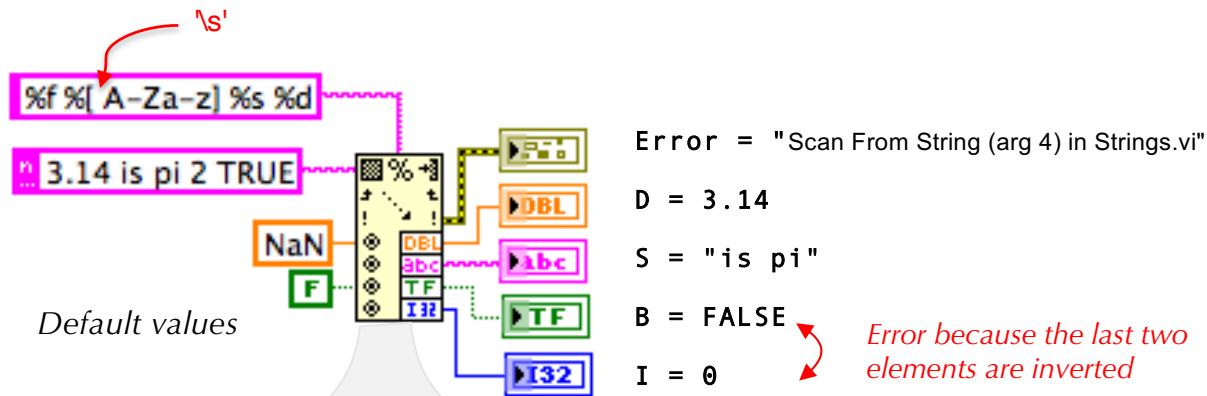 '\s'
%f %[ A-Za-z] %s %d
n
3.14 is pi 2 TRUE
%
NaN
F
DBL
abc
TF
I32
DBL
abc
TF
I32
Default values
Error = "Scan From String (arg 4) in Strings.vi"
D = 3.14
S = "is pi"
B = FALSE
I = 0
Error because the last two
elements are inverted